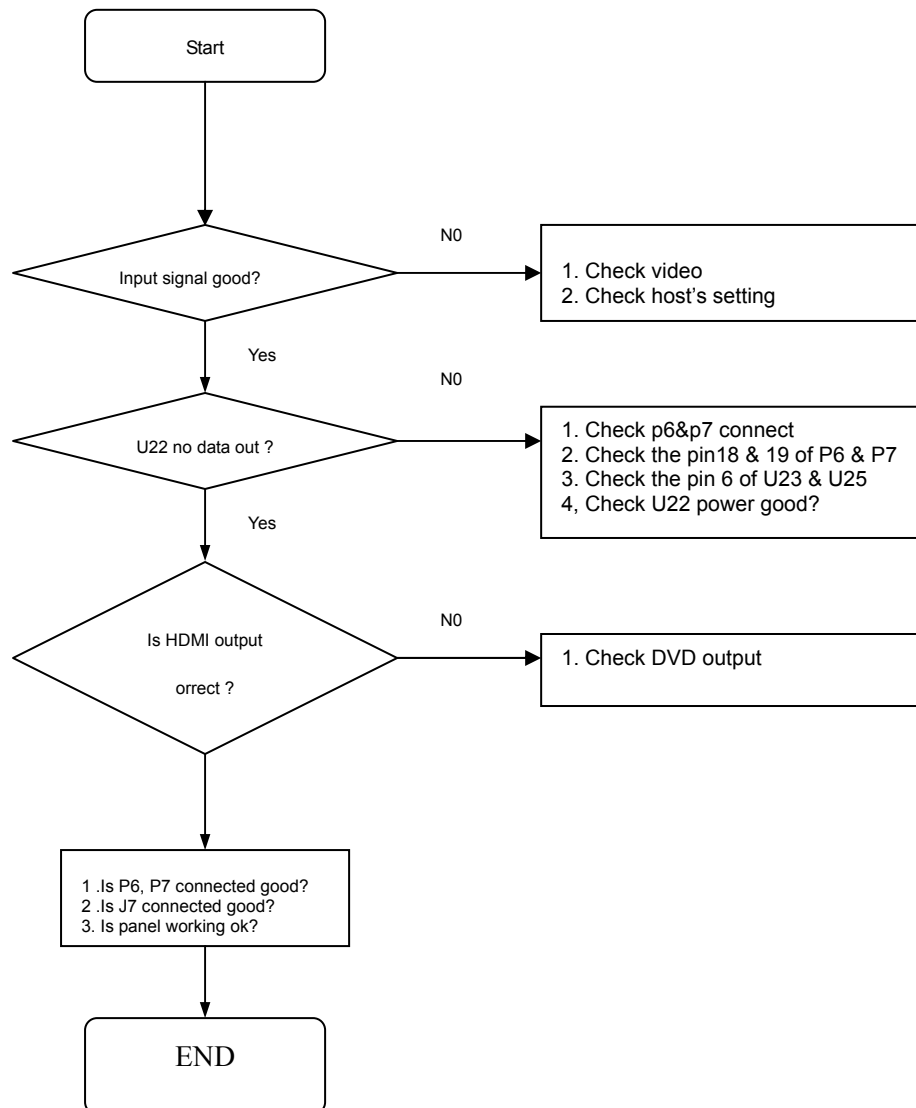 Start
Input signal good?
N0
1. Check video
2. Check host's setting
Yes
N0
U22 no data out ?
1. Check p6&p7 connect
2. Check the pin18 & 19 of P6 & P7
3. Check the pin 6 of U23 & U25
4, Check U22 power good?
Yes
N0
Is HDMI output
orrect ?
1. Check DVD output
1 .Is P6, P7 connected good?
2 .Is J7 connected good?
3. Is panel working ok?
END